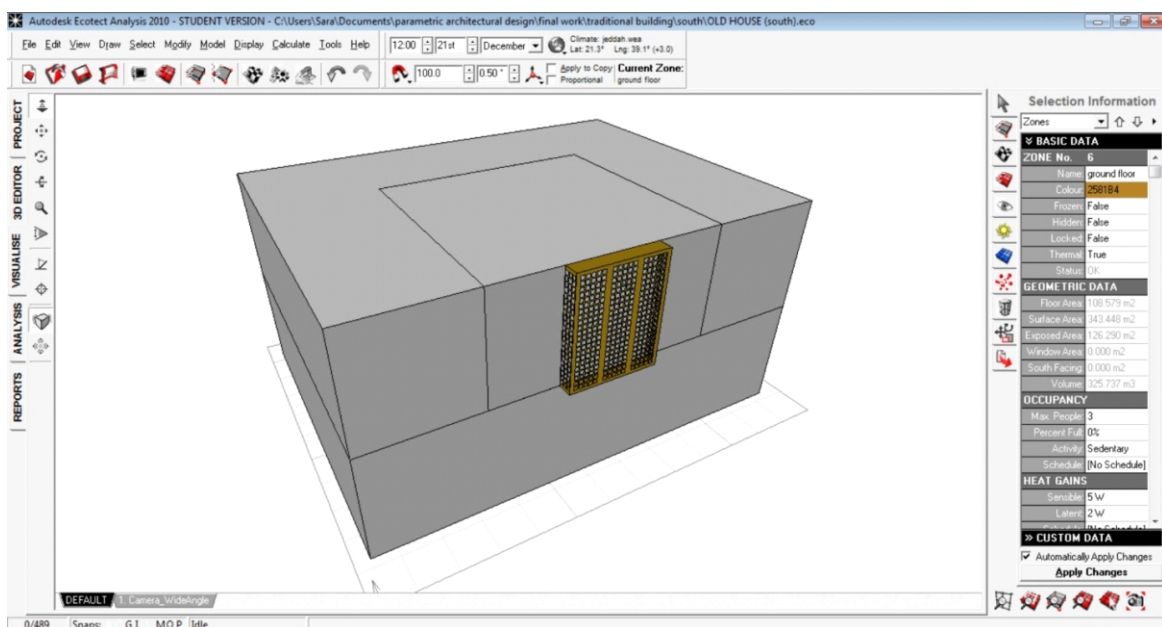 Autodesk Ecotect Analysis 2010 - STUDENT VERSION - C:\Users\Sara\Documents\parametric architectural design\final work\traditional building\south\OLD HOUSE (south).eco
File Edit View Draw Select Modify Model Display Calculate Tools Help
12:00 21st December
Climate: jeddah.wea
Lat: 21.3° Lng: 39.1° (+3.0)
100.0 0.50°
Apply to Copy
Proportional
Current Zone:
ground floor
PROJECT
3D EDITOR
VISUALISE
ANALYSIS
REPORTS
Selection Information
Zones
BASIC DATA
ZONE No. 6
Name: ground floor
Colour: 2581B4
Frozen: False
Hidden: False
Locked: False
Thermal: True
Status: OK
GEOMETRIC DATA
Floor Area: 108.579 m2
Surface Area: 343.448 m2
Exposed Area: 126.290 m2
Window Area: 0.000 m2
South Facing: 0.000 m2
Volume: 325.737 m3
OCCUPANCY
Max. People: 3
Percent Full: 0%
Activity: Sedentary
Schedule: [No Schedule]
HEAT GAINS
Sensible: 5 W
Latent: 2 W
» CUSTOM DATA
Automatically Apply Changes
Apply Changes
DEFAULT 1. Camera_WideAngle
0/489 Snaps: G I M O P Idle